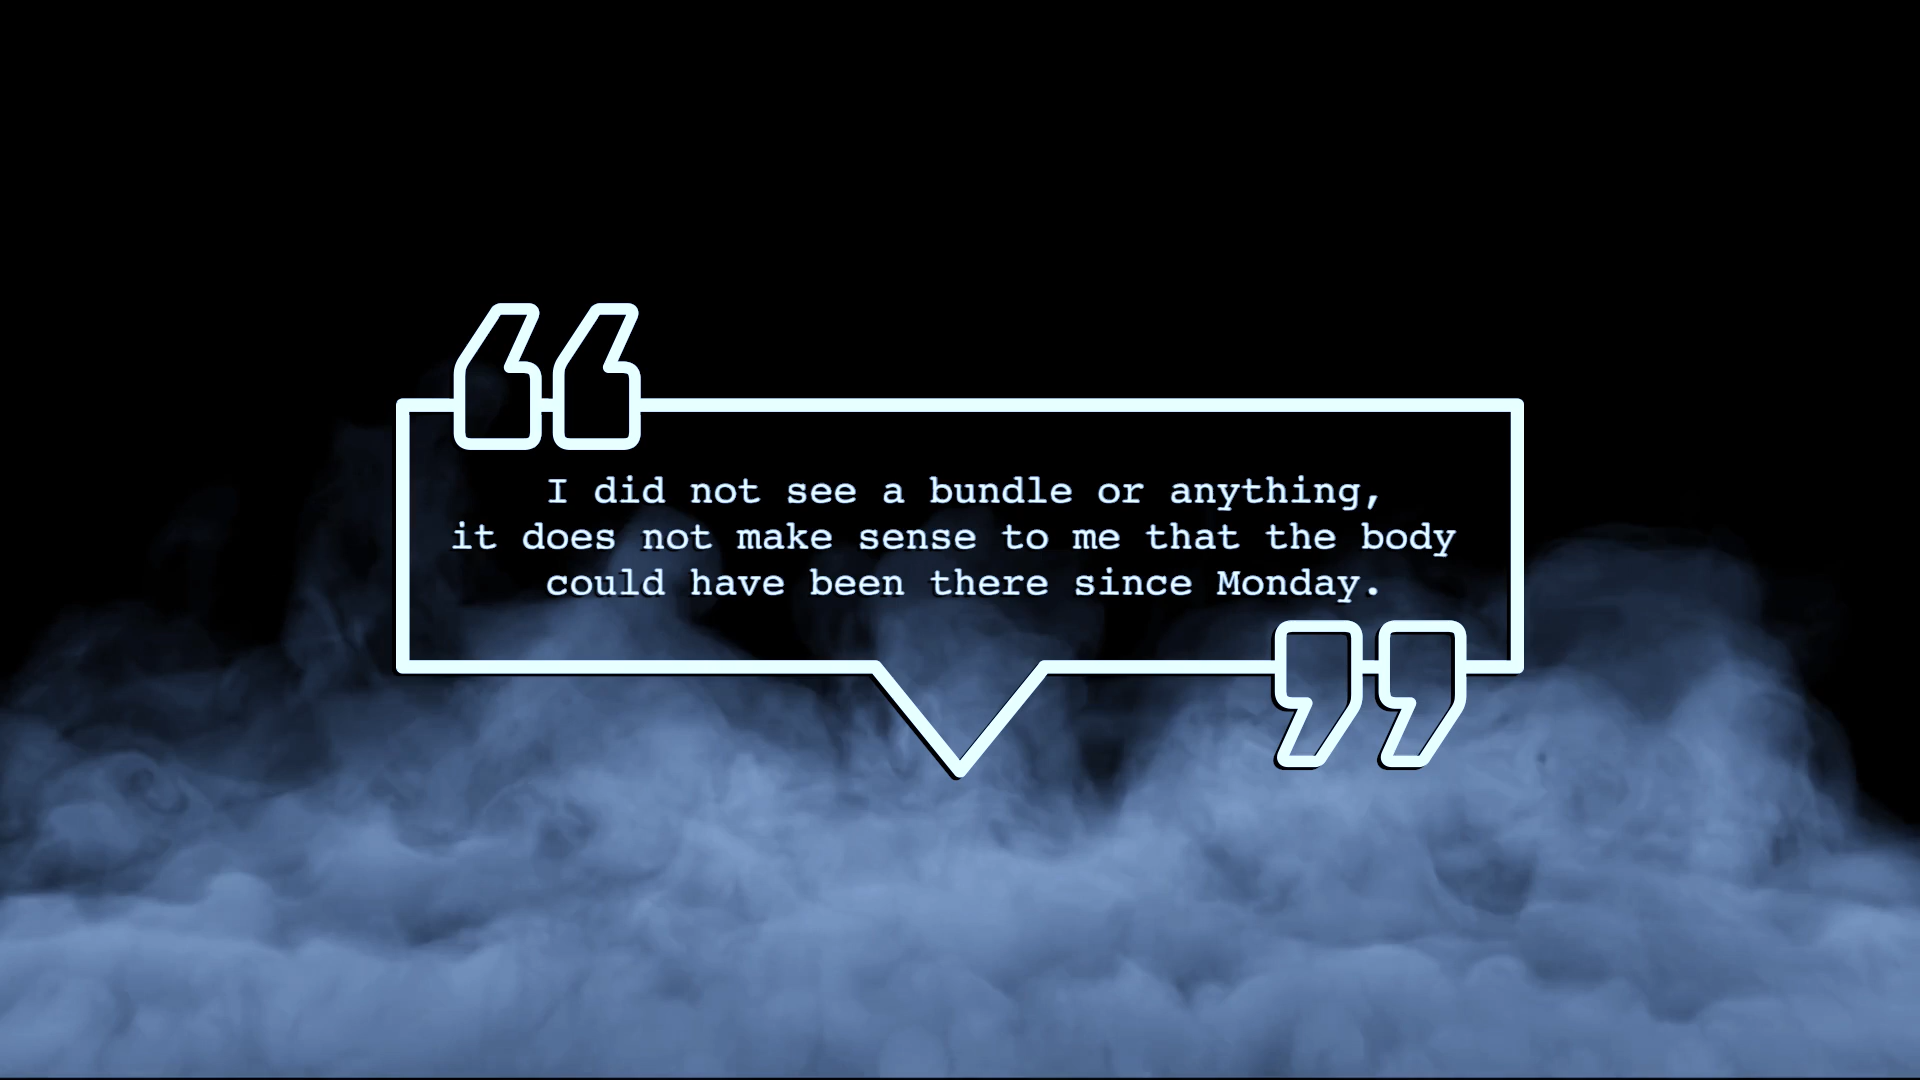 I did not see a bundle or anything,
it does not make sense to me that the body
could have been there since Monday.